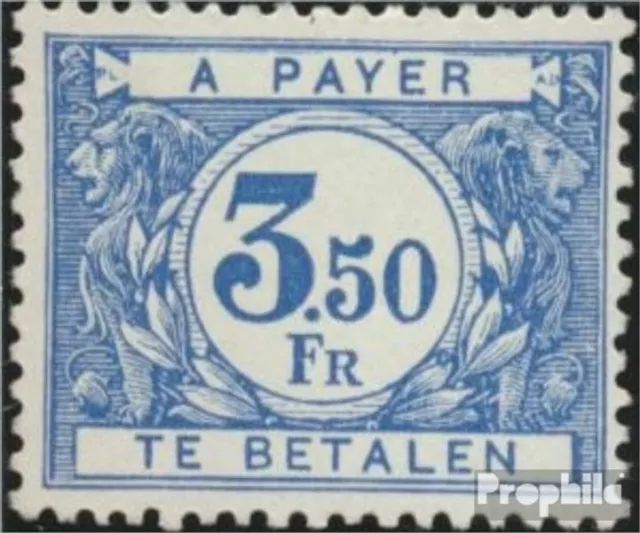 A PAYER
3.50
FR
TE BETALEN
Prophila